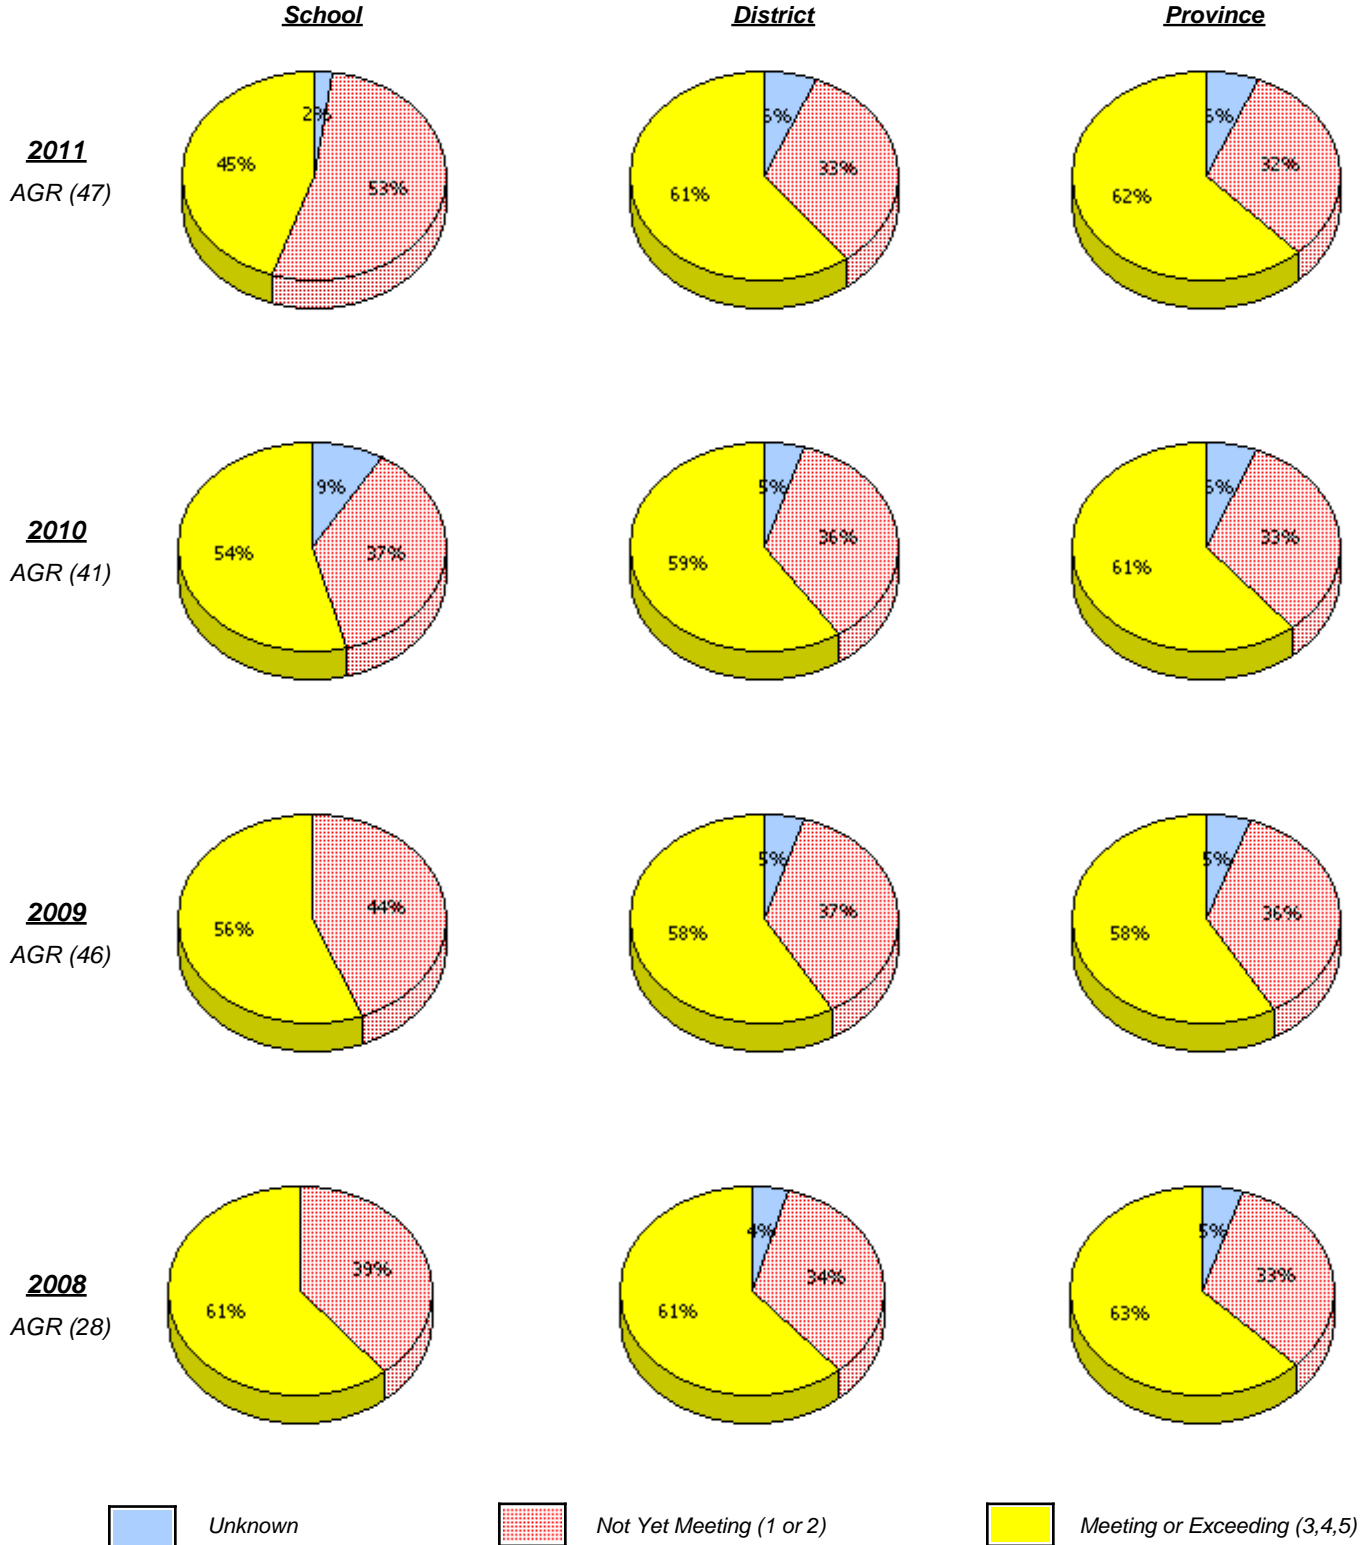 School District Province
2011
AGR (47)
2% 53% 45%
6% 33% 61%
6% 32% 62%
2010
AGR (41)
9% 37% 54%
5% 36% 59%
6% 33% 61%
2009
AGR (46)
44% 56%
5% 37% 58%
5% 36% 58%
2008
AGR (28)
39% 61%
4% 34% 61%
5% 33% 63%
Unknown Not Yet Meeting (1 or 2) Meeting or Exceeding (3,4,5)